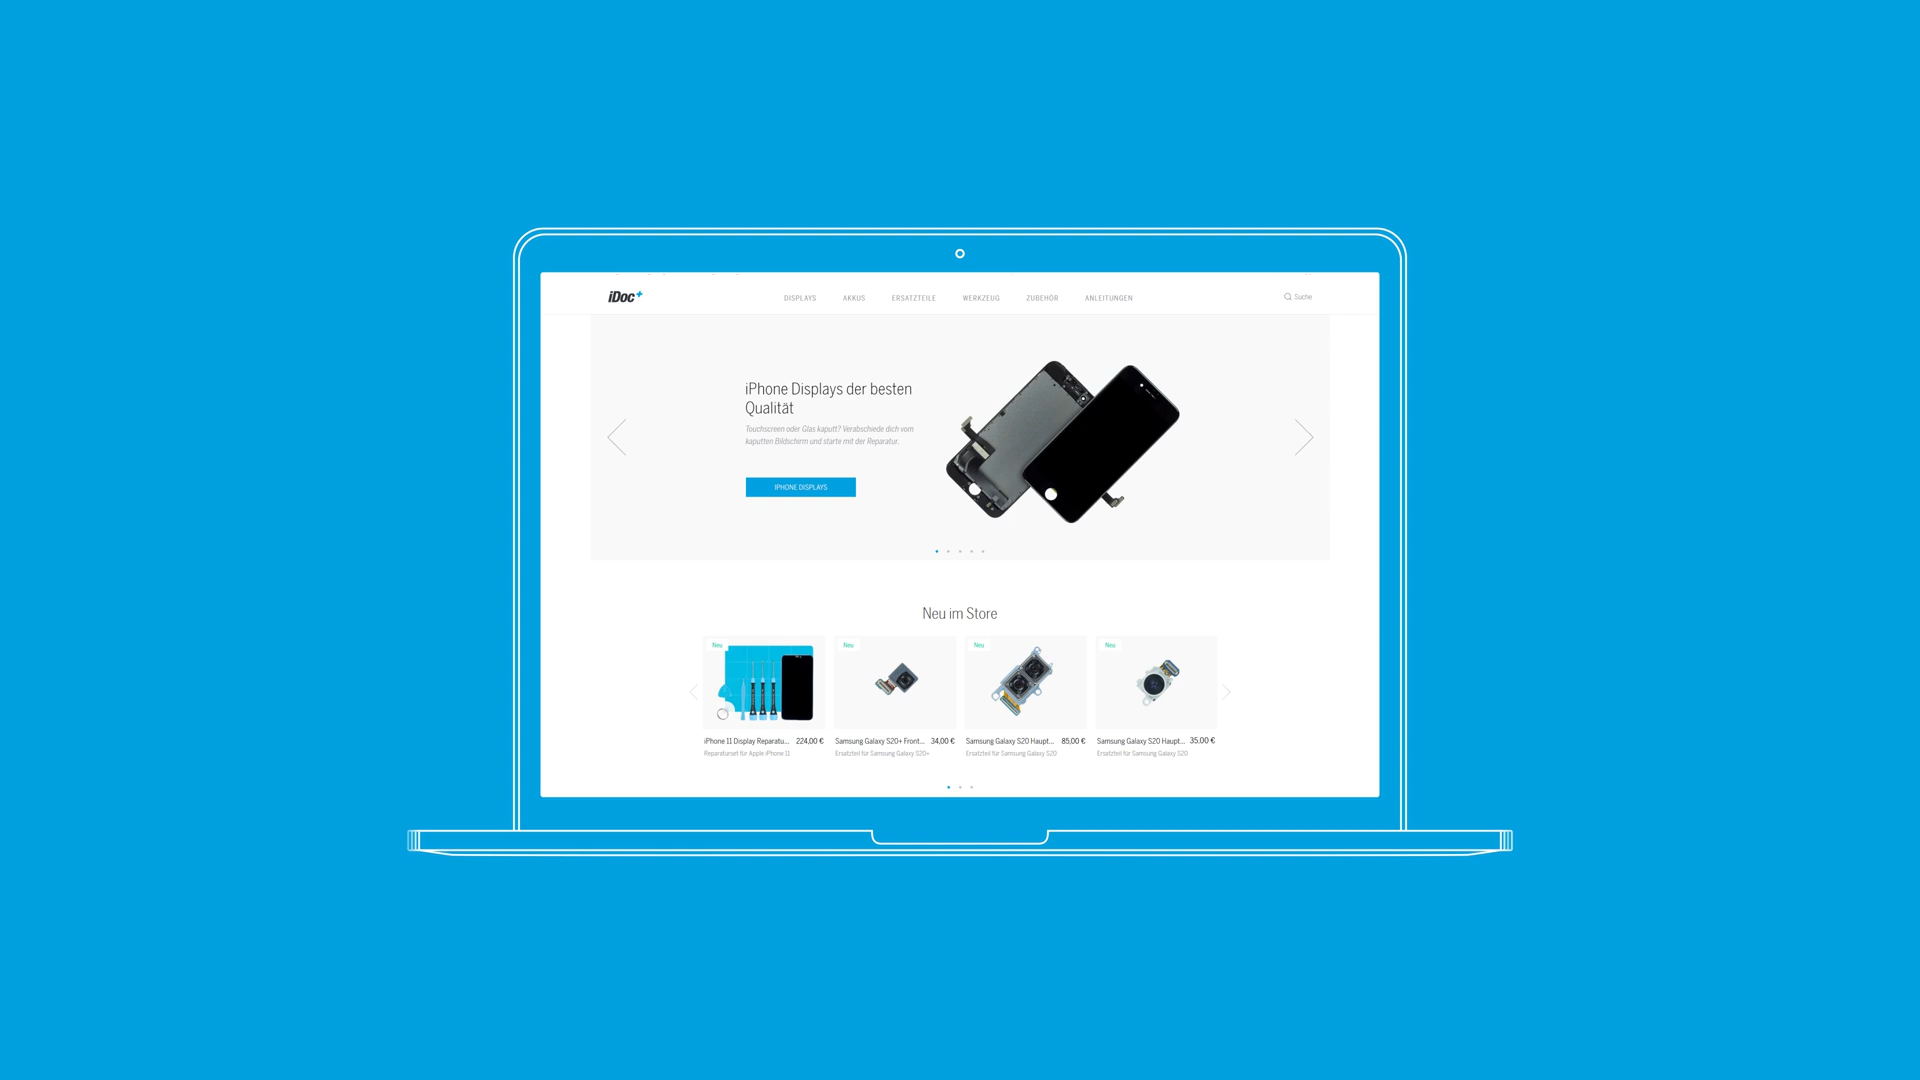 iDoc+
DISPLAYS AKKUS ERSATZTEILE WERKZEUG ZUBEHÖR ANLEITUNGEN
Suche
iPhone Displays der besten
Qualität
Touchscreen oder Glas kaputt? Verabschiede dich vom
kaputten Bildschirm und starte mit der Reparatur.
IPHONE DISPLAYS
Neu im Store
Neu Neu Neu Neu
iPhone 11 Display Reparatu... 224,00 €
Reparaturset für Apple iPhone 11
Samsung Galaxy S20+ Front... 34,00 €
Ersatzteil für Samsung Galaxy S20+
Samsung Galaxy S20 Haupt... 85,00 €
Ersatzteil für Samsung Galaxy S20
Samsung Galaxy S20 Haupt... 35,00 €
Ersatzteil für Samsung Galaxy S20